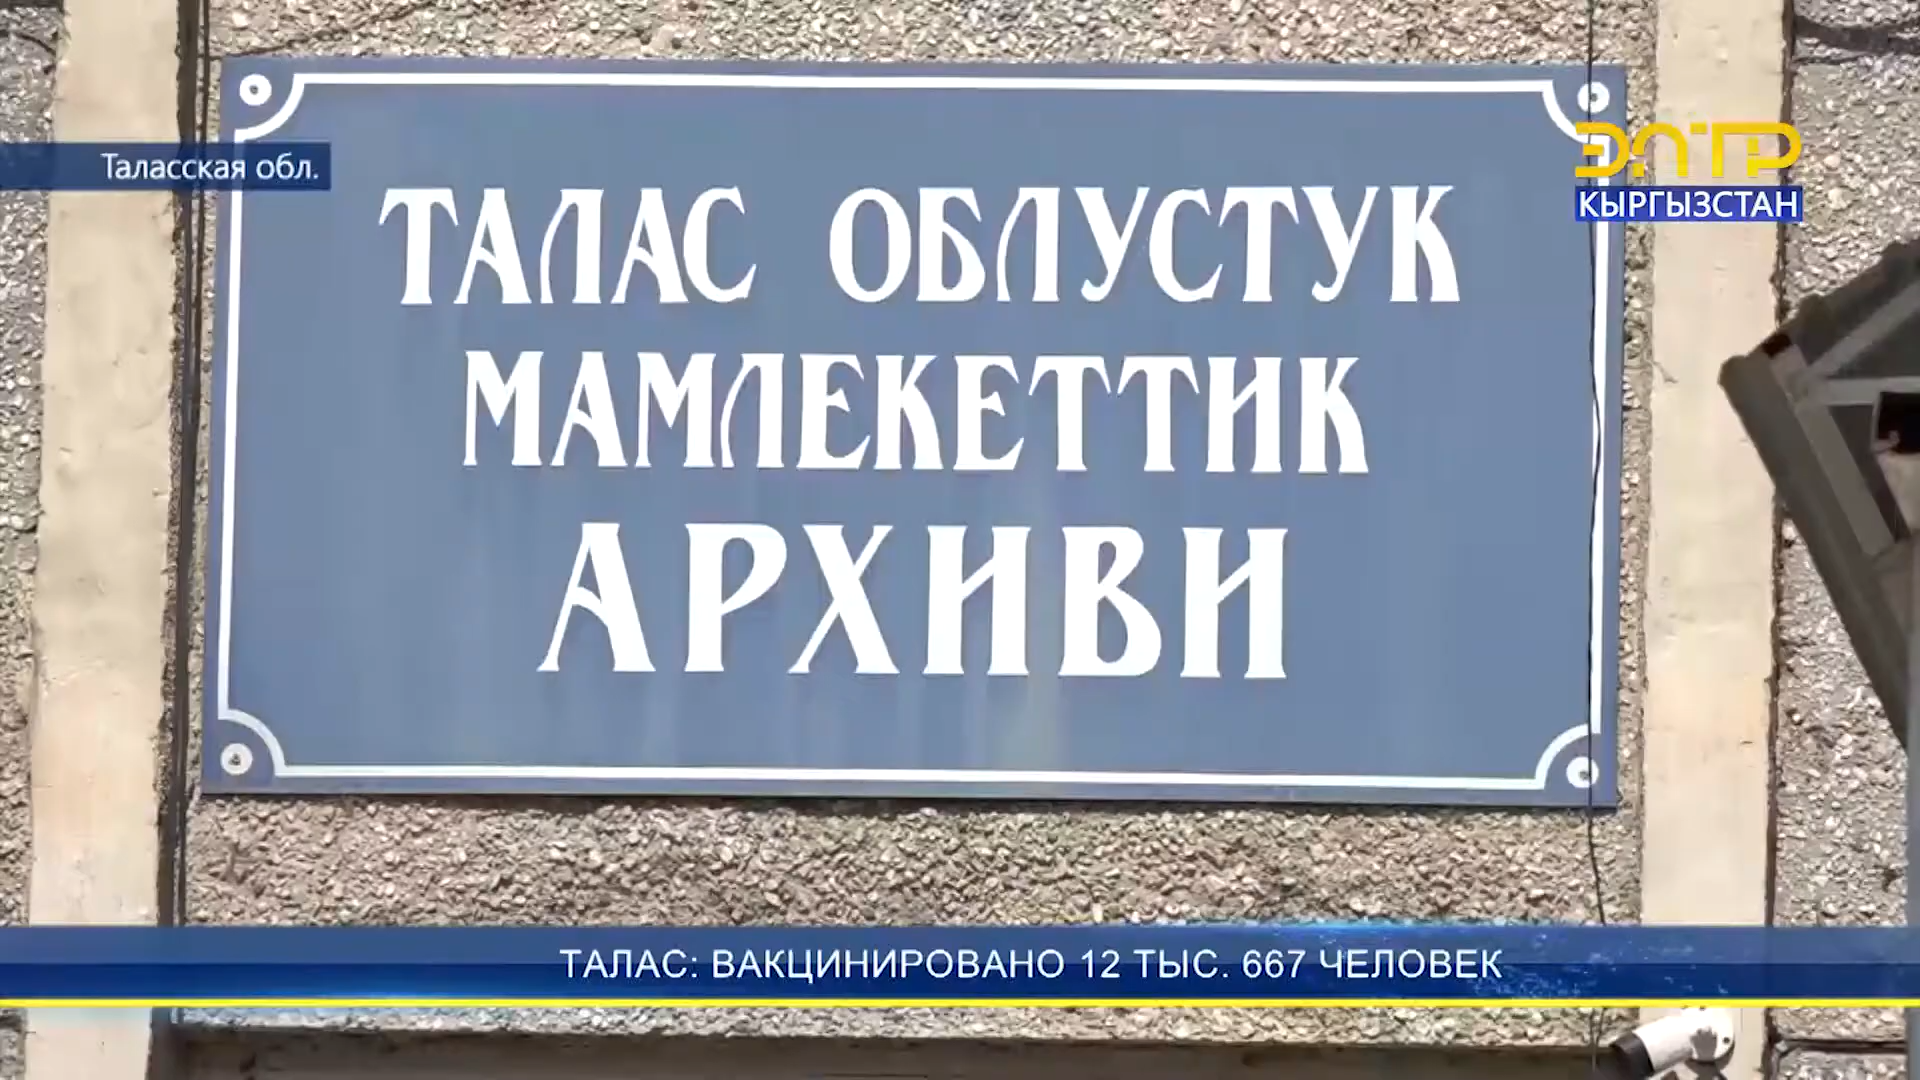 Таласская обл.
ЭЛТР
КЫРГЫЗСТАН
ТАЛАС ОБЛУСТУК
МАМЛЕКЕТТИК
АРХИВИ
ТАЛАС: ВАКЦИНИРОВАНО 12 ТЫС. 667 ЧЕЛОВЕК